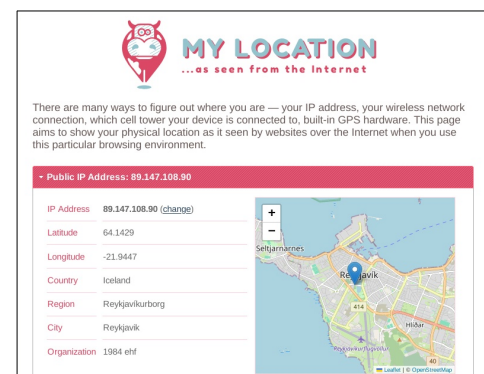 MY LOCATION
...as seen from the Internet
There are many ways to figure out where you are — your IP address, your wireless network
connection, which cell tower your device is connected to, built-in GPS hardware. This page
aims to show your physical location as it seen by websites over the Internet when you use
this particular browsing environment.
Public IP Address: 89.147.108.90
IP Address 89.147.108.90 (change)
Latitude 64.1429
Longitude -21.9447
Country Iceland
Region Reykjavikurborg
City Reykjavik
Organization 1984 ehf
+
−
Seltjarnarnes
Reykjavik
414
Hlíðar
Reykjavíkurflugvöllur
40
Leaflet | © OpenStreetMap